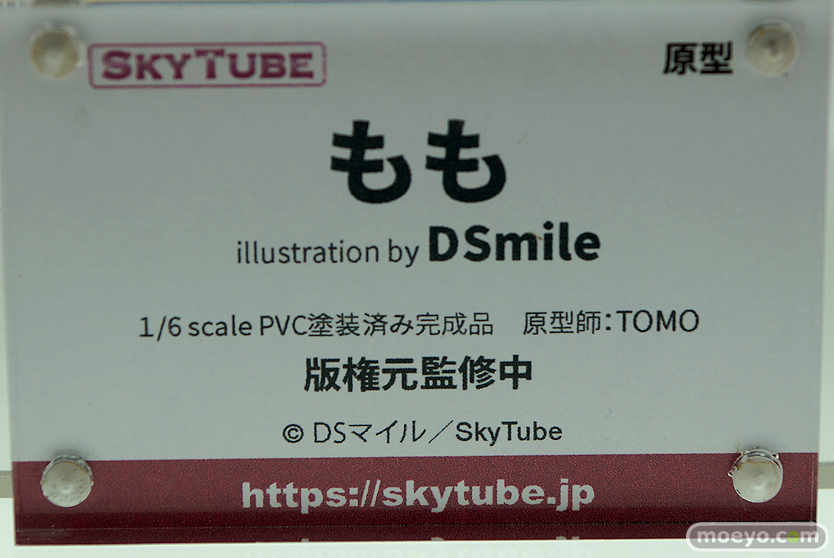 SKYTUBE
原型
もも
illustration by DSmile
1/6 scale PVC塗装済み完成品　原型師：TOMO
版権元監修中
© DSマイル／SkyTube
https://skytube.jp
moeyo.com